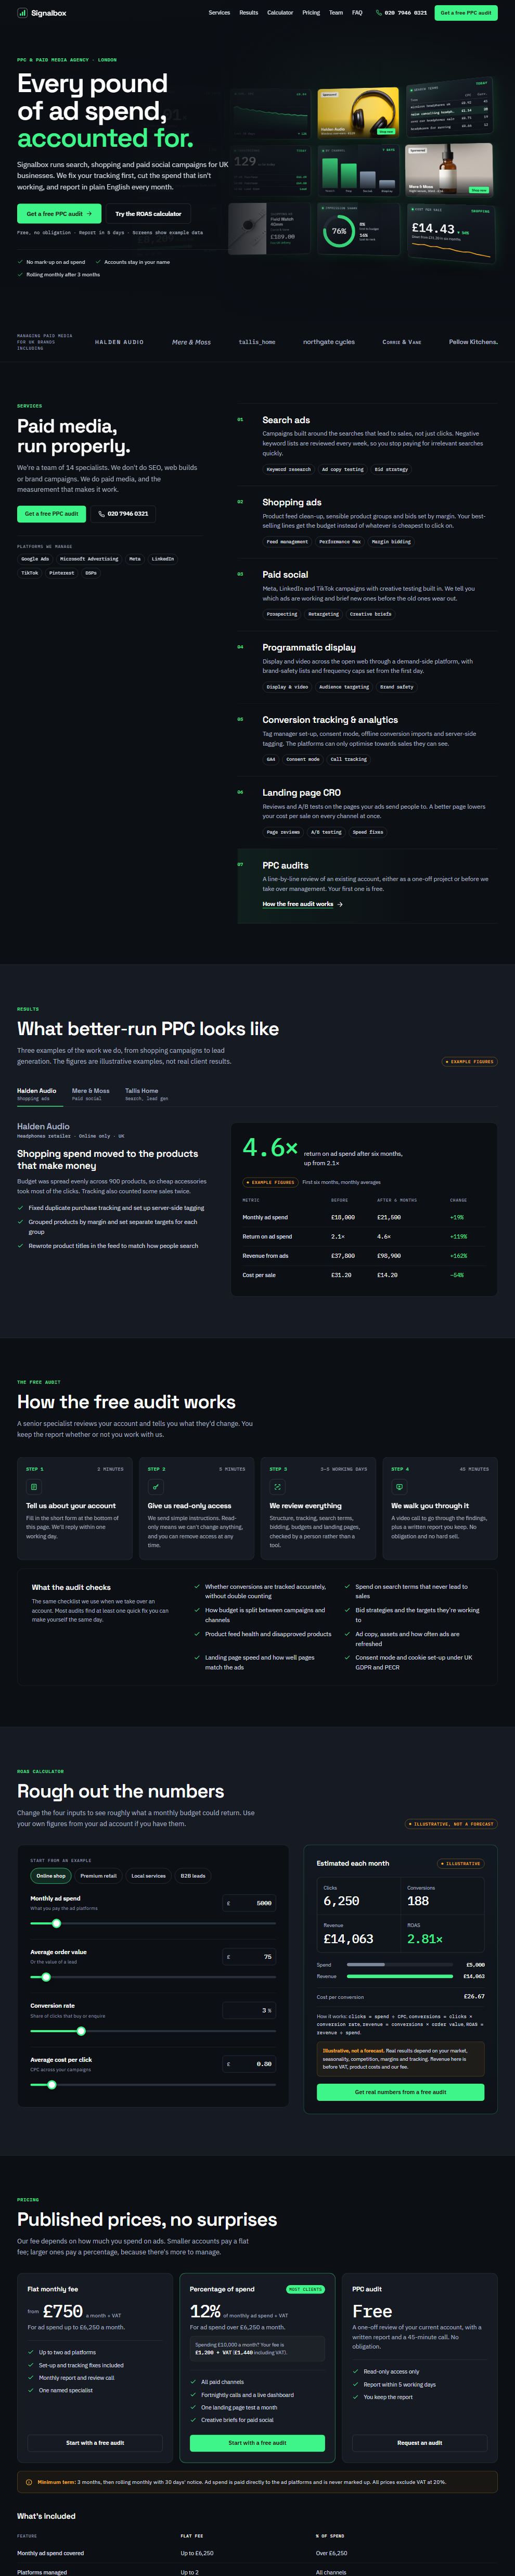 Signalbox
Services Results Calculator Pricing Team FAQ 020 7946 0321 Get a free PPC audit
PPC & PAID MEDIA AGENCY · LONDON
Every pound
of ad spend,
accounted for.
Signalbox runs search, shopping and paid social campaigns for UK
businesses. We fix your tracking first, cut the spend that isn't
working, and report in plain English every month.
Get a free PPC audit Try the ROAS calculator
Free, no obligation · Report in 5 days · Screens show example data
No mark-up on ad spend Accounts stay in your name
Rolling monthly after 3 months
129
76%
£189.00
£14.43
MANAGING PAID MEDIA
FOR UK BRANDS
INCLUDING
HALDEN AUDIO Mere & Moss tallis_home northgate cycles Corrie & Vane Pellow Kitchens.
SERVICES
Paid media,
run properly.
We're a team of 14 specialists. We don't do SEO, web builds
or brand campaigns. We do paid media, and the
measurement that makes it work.
Get a free PPC audit 020 7946 0321
PLATFORMS WE MANAGE
Google Ads Microsoft Advertising Meta LinkedIn
TikTok Pinterest DSPs
01 Search ads
Campaigns built around the searches that lead to sales, not just clicks. Negative
keyword lists are reviewed every week, so you stop paying for irrelevant searches
quickly.
Keyword research Ad copy testing Bid strategy
02 Shopping ads
Product feed clean-up, sensible product groups and bids set by margin. Your best-
selling lines get the budget instead of whatever is cheapest to click on.
Feed management Performance Max Margin bidding
03 Paid social
Meta, LinkedIn and TikTok campaigns with creative testing built in. We tell you
which ads are working and brief new ones before the old ones wear out.
Prospecting Retargeting Creative briefs
04 Programmatic display
Display and video across the open web through a demand-side platform, with
brand-safety lists and frequency caps set from the first day.
Display & video Audience targeting Brand safety
05 Conversion tracking & analytics
Tag manager set-up, consent mode, offline conversion imports and server-side
tagging. The platforms can only optimise towards sales they can see.
GA4 Consent mode Call tracking
06 Landing page CRO
Reviews and A/B tests on the pages your ads send people to. A better page lowers
your cost per sale on every channel at once.
Page reviews A/B testing Speed fixes
07 PPC audits
A line-by-line review of an existing account, either as a one-off project or before we
take over management. Your first one is free.
How the free audit works
RESULTS
What better-run PPC looks like
Three examples of the work we do, from shopping campaigns to lead
generation. The figures are illustrative examples, not real client results.
EXAMPLE FIGURES
Halden Audio Mere & Moss Tallis Home
Shopping ads Paid social Search, lead gen
Halden Audio
Headphones retailer · Online only · UK
Shopping spend moved to the products
that make money
Budget was spread evenly across 900 products, so cheap accessories
took most of the clicks. Tracking also counted some sales twice.
Fixed duplicate purchase tracking and set up server-side tagging
Grouped products by margin and set separate targets for each
group
Rewrote product titles in the feed to match how people search
4.6× return on ad spend after six months,
up from 2.1×
EXAMPLE FIGURES First six months, monthly averages
METRIC BEFORE AFTER 6 MONTHS CHANGE
Monthly ad spend £18,000 £21,500 +19%
Return on ad spend 2.1× 4.6× +119%
Revenue from ads £37,800 £98,900 +162%
Cost per sale £31.20 £14.20 −54%
THE FREE AUDIT
How the free audit works
A senior specialist reviews your account and tells you what they'd change. You
keep the report whether or not you work with us.
STEP 1 2 MINUTES
Tell us about your account
Fill in the short form at the bottom of
this page. We'll reply within one
working day.
STEP 2 5 MINUTES
Give us read-only access
We send simple instructions. Read-
only means we can't change anything,
and you can remove access at any
time.
STEP 3 3–5 WORKING DAYS
We review everything
Structure, tracking, search terms,
bidding, budgets and landing pages,
checked by a person rather than a
tool.
STEP 4 45 MINUTES
We walk you through it
A video call to go through the findings,
plus a written report you keep. No
obligation and no hard sell.
What the audit checks
The same checklist we use when we take over an
account. Most audits find at least one quick fix you can
make yourself the same day.
Whether conversions are tracked accurately,
without double counting
Spend on search terms that never lead to
sales
How budget is split between campaigns and
channels
Bid strategies and the targets they're working
to
Product feed health and disapproved products
Ad copy, assets and how often ads are
refreshed
Landing page speed and how well pages
match the ads
Consent mode and cookie set-up under UK
GDPR and PECR
ROAS CALCULATOR
Rough out the numbers
Change the four inputs to see roughly what a monthly budget could return. Use
your own figures from your ad account if you have them.
ILLUSTRATIVE, NOT A FORECAST
START FROM AN EXAMPLE
Online shop Premium retail Local services B2B leads
Monthly ad spend £ 5000
What you pay the ad platforms
Average order value £ 75
Or the value of a lead
Conversion rate 3 %
Share of clicks that buy or enquire
Average cost per click £ 0.80
CPC across your campaigns
Estimated each month ILLUSTRATIVE
Clicks Conversions
6,250 188
Revenue ROAS
£14,063 2.81×
Spend £5,000
Revenue £14,063
Cost per conversion £26.67
How it works: clicks = spend ÷ CPC, conversions = clicks ×
conversion rate, revenue = conversions × order value, ROAS =
revenue ÷ spend.
Illustrative, not a forecast. Real results depend on your market,
seasonality, competition, margins and tracking. Revenue here is
before VAT, product costs and our fee.
Get real numbers from a free audit
PRICING
Published prices, no surprises
Our fee depends on how much you spend on ads. Smaller accounts pay a flat
fee; larger ones pay a percentage, because there's more to manage.
Flat monthly fee
from £750 a month + VAT
For ad spend up to £6,250 a month.
Up to two ad platforms
Set-up and tracking fixes included
Monthly report and review call
One named specialist
Start with a free audit
Percentage of spend MOST CLIENTS
12% of monthly ad spend + VAT
For ad spend over £6,250 a month.
Spending £10,000 a month? Your fee is
£1,200 + VAT (£1,440 including VAT).
All paid channels
Fortnightly calls and a live dashboard
One landing page test a month
Creative briefs for paid social
Start with a free audit
PPC audit
Free
A one-off review of your current account, with a
written report and a 45-minute call. No
obligation.
Read-only access only
Report within 5 working days
You keep the report
Request an audit
Minimum term: 3 months, then rolling monthly with 30 days' notice. Ad spend is paid directly to the ad platforms and is never marked up. All prices exclude VAT at 20%.
What's included
FEATURE FLAT FEE % OF SPEND
Monthly ad spend covered Up to £6,250 Over £6,250
Platforms managed Up to 2 All channels